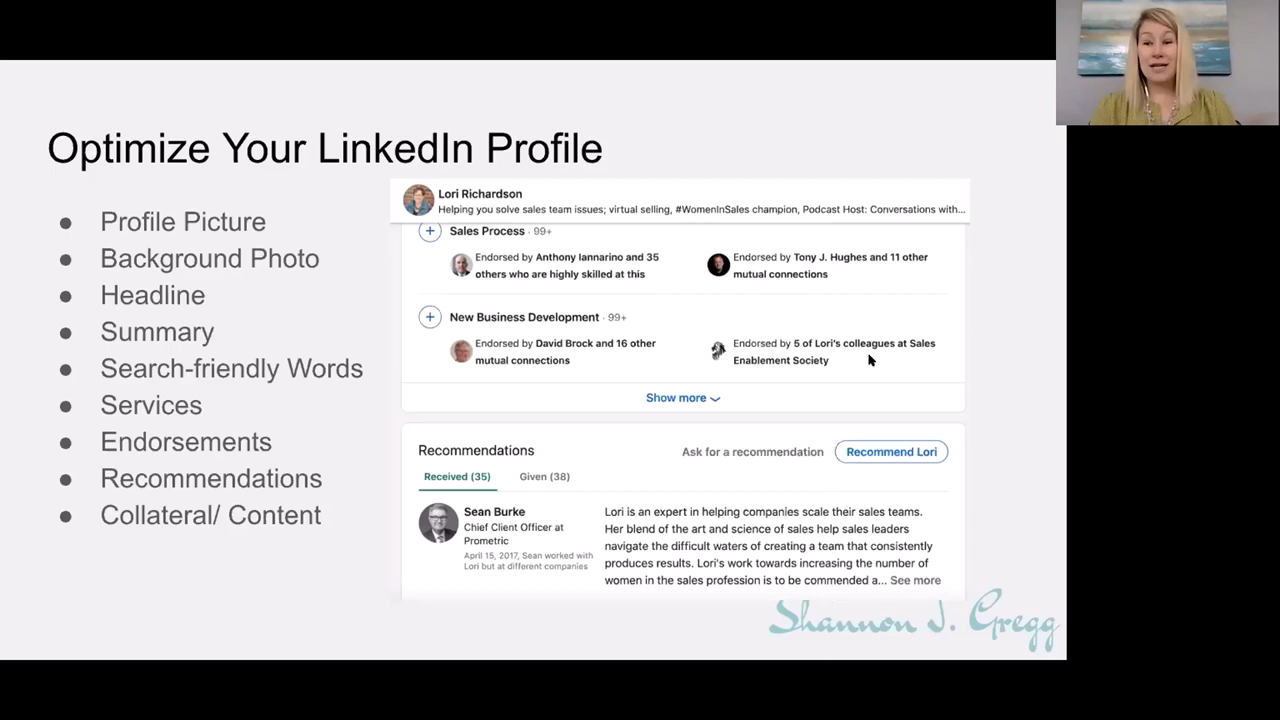 Optimize Your LinkedIn Profile
● Profile Picture
● Background Photo
● Headline
● Summary
● Search-friendly Words
● Services
● Endorsements
● Recommendations
● Collateral/ Content
Lori Richardson
Helping you solve sales team issues; virtual selling, #WomenInSales champion, Podcast Host: Conversations with...
Sales Process · 99+
Endorsed by Anthony Iannarino and 35
others who are highly skilled at this
Endorsed by Tony J. Hughes and 11 other
mutual connections
New Business Development · 99+
Endorsed by David Brock and 16 other
mutual connections
Endorsed by 5 of Lori's colleagues at Sales
Enablement Society
Show more
Recommendations
Ask for a recommendation
Recommend Lori
Received (35)
Given (38)
Sean Burke
Chief Client Officer at
Prometric
April 15, 2017, Sean worked with
Lori but at different companies
Lori is an expert in helping companies scale their sales teams.
Her blend of the art and science of sales help sales leaders
navigate the difficult waters of creating a team that consistently
produces results. Lori's work towards increasing the number of
women in the sales profession is to be commended a... See more
Shannon J. Gregg